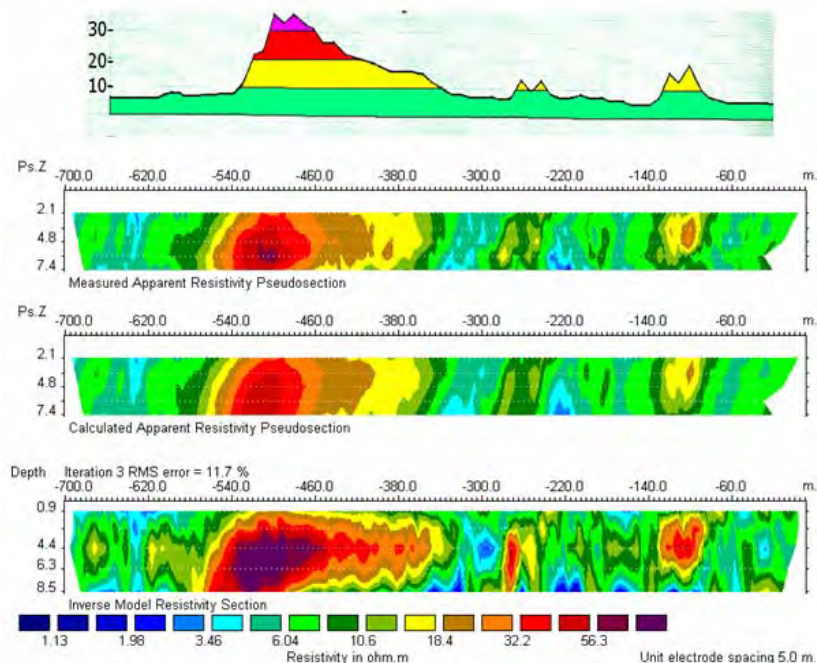 30-
20-
10-
Ps.Z -700.0 -620.0 -540.0 -460.0 -380.0 -300.0 -220.0 -140.0 -60.0 m.
2.1
4.8
7.4
Measured Apparent Resistivity Pseudosection
Ps.Z -700.0 -620.0 -540.0 -460.0 -380.0 -300.0 -220.0 -140.0 -60.0 m.
2.1
4.8
7.4
Calculated Apparent Resistivity Pseudosection
Depth Iteration 3 RMS error = 11.7 %
-700.0 -620.0 -540.0 -460.0 -380.0 -300.0 -220.0 -140.0 -60.0 m.
0.9
4.4
6.3
8.5
Inverse Model Resistivity Section
1.13 1.96 3.46 6.04 10.6 18.4 32.2 56.3
Resistivity in ohm.m Unit electrode spacing 5.0 m.